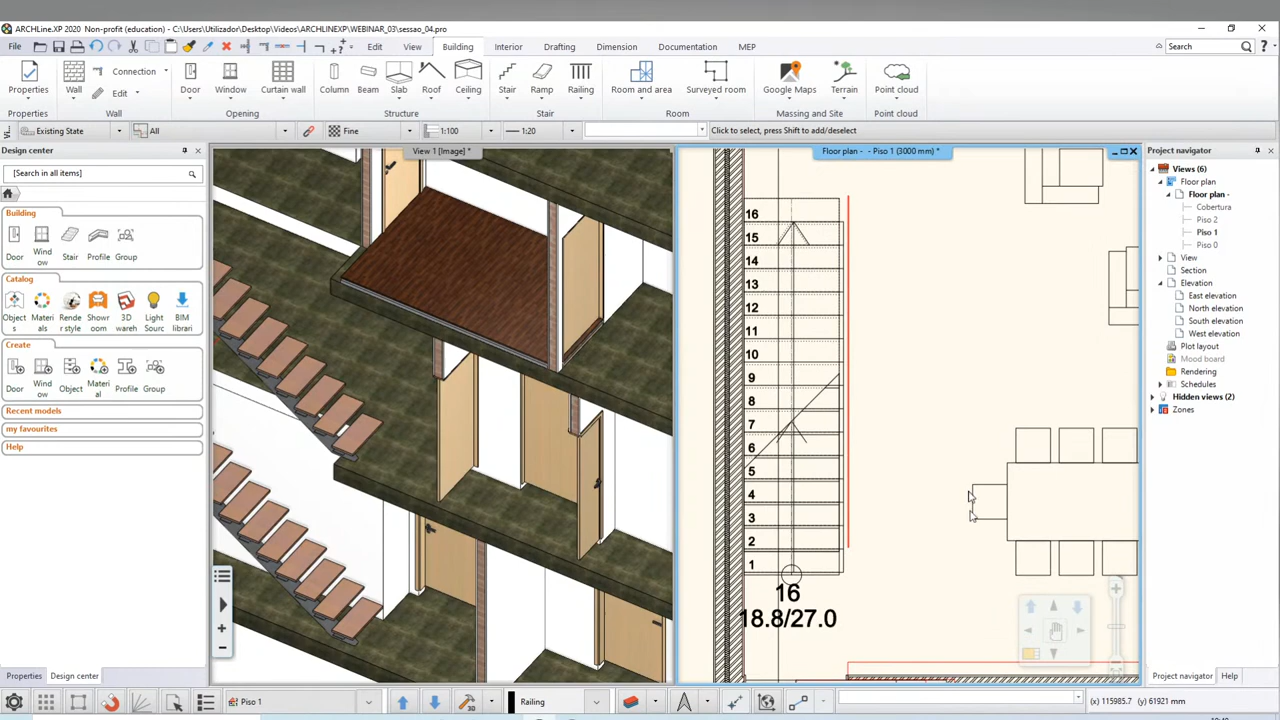 ARCHLine.XP 2020 Non-profit (education) - C:\Users\Utilizador\Desktop\Videos\ARCHLINEXP\WEBINAR_03\sessao_04.pro
File Edit View Building Interior Drafting Dimension Documentation MEP Search
Properties Wall Connection Edit Door Window Curtain wall Column Beam Slab Roof Ceiling Stair Ramp Railing Room and area Surveyed room Google Maps Terrain Point cloud
Properties Wall Opening Structure Stair Room Massing and Site Point cloud
Existing State All Fine 1:100 1:20 Click to select, press Shift to add/deselect
Design center
[Search in all items]
Building
Door Wind ow Stair Profile Group
Catalog
Object s Materi als Rende r style Showr oom 3D wareh Light Sourc BIM librari
Create
Door Wind ow Object Materi al Profile Group
Recent models
my favourites
Help
Properties Design center
View 1 [Image] *
Floor plan - - Piso 1 (3000 mm) *
16
15
14
13
12
11
10
9
8
7
6
5
4
3
2
1
16
18.8/27.0
Project navigator
Views (6)
Floor plan
Floor plan -
Cobertura
Piso 2
Piso 1
Piso 0
View
Section
Elevation
East elevation
North elevation
South elevation
West elevation
Plot layout
Mood board
Rendering
Schedules
Hidden views (2)
Zones
Project navigator Help
Piso 1 Railing (x) 115985.7 (y) 61921 mm